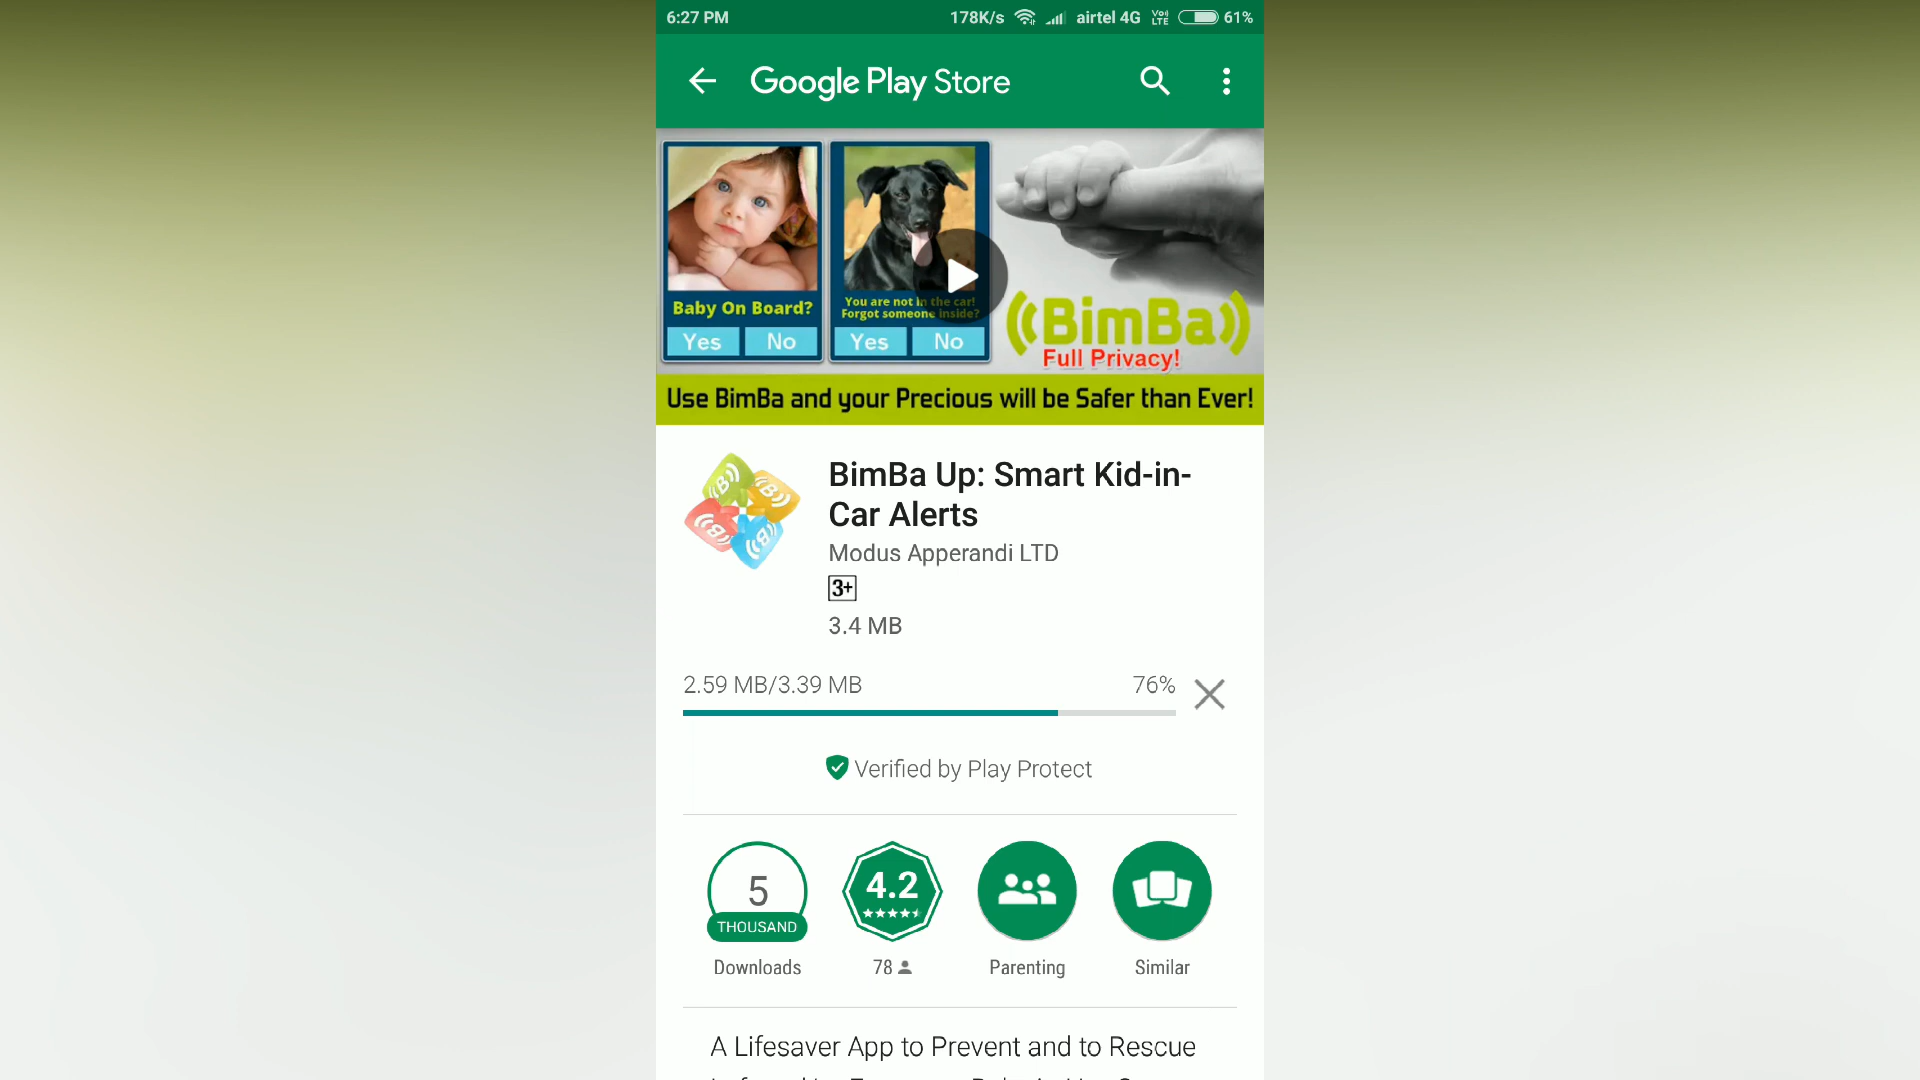 6:27 PM 178K/s airtel 4G Vo) LTE 61%
Google Play Store
Baby On Board?
Yes No
You are not in the car!
Forgot someone inside?
Yes No
((BimBa))
Full Privacy!
Use BimBa and your Precious will be Safer than Ever!
BimBa Up: Smart Kid-in-
Car Alerts
Modus Apperandi LTD
3+
3.4 MB
2.59 MB/3.39 MB 76%
Verified by Play Protect
5
THOUSAND
Downloads
4.2
78
Parenting
Similar
A Lifesaver App to Prevent and to Rescue